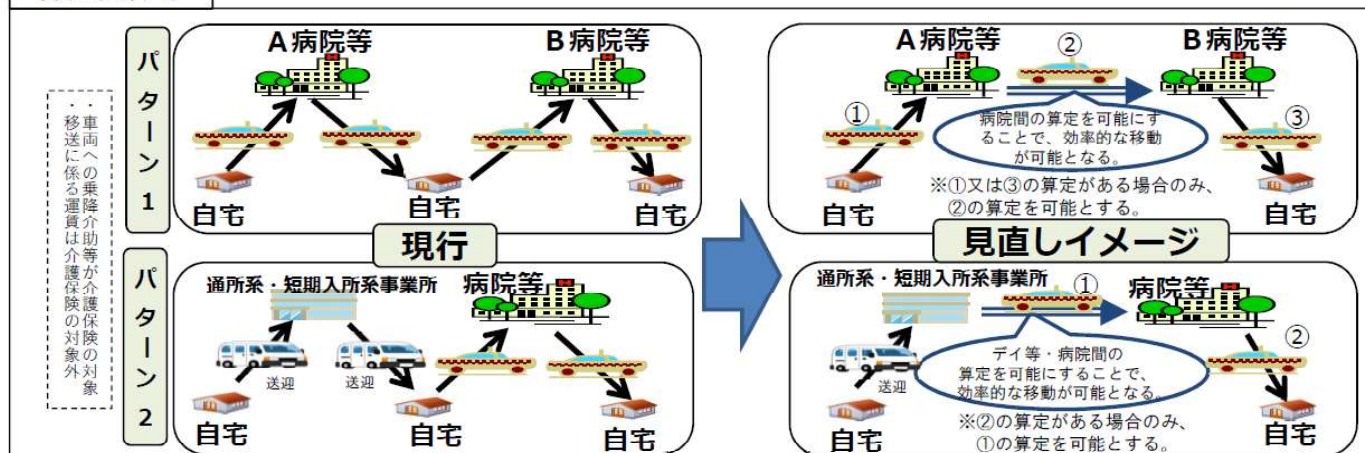 ・車両への乗降介助等が介護保険の対象
・移送に係る運賃は介護保険の対象外
パターン1
A病院等
B病院等
自宅
自宅
自宅
現行
パターン2
通所系・短期入所系事業所
病院等
送迎
送迎
自宅
自宅
自宅
A病院等
②
B病院等
①
③
病院間の算定を可能にす
ることで、効率的な移動
が可能となる。
自宅
※①又は③の算定がある場合のみ、
②の算定を可能とする。
自宅
見直しイメージ
通所系・短期入所系事業所
①
病院等
②
送迎
デイ等・病院間の
算定を可能にすることで、
効率的な移動が可能となる。
自宅
※②の算定がある場合のみ、
①の算定を可能とする。
自宅